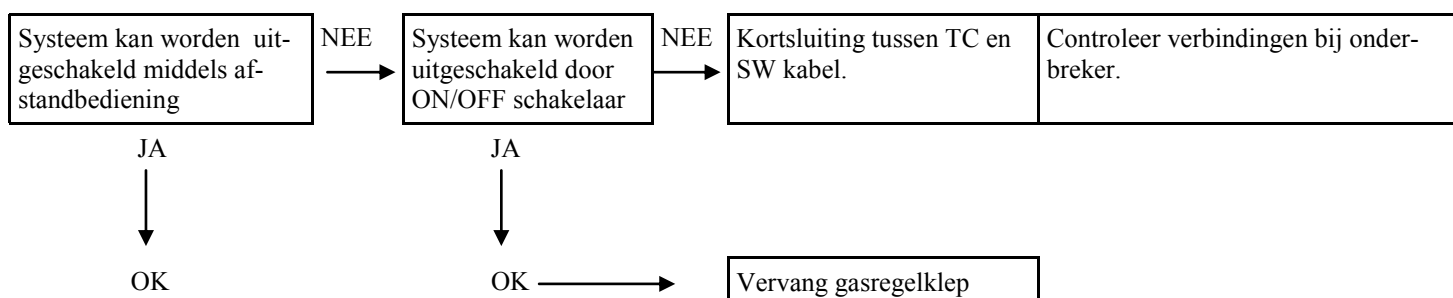 Systeem kan worden uit-
geschakeld middels af-
standbediening
NEE
Systeem kan worden
uitgeschakeld door
ON/OFF schakelaar
NEE
Kortsluiting tussen TC en
SW kabel.
Controleer verbindingen bij onder-
breker.
JA
JA
OK
OK
Vervang gasregelklep